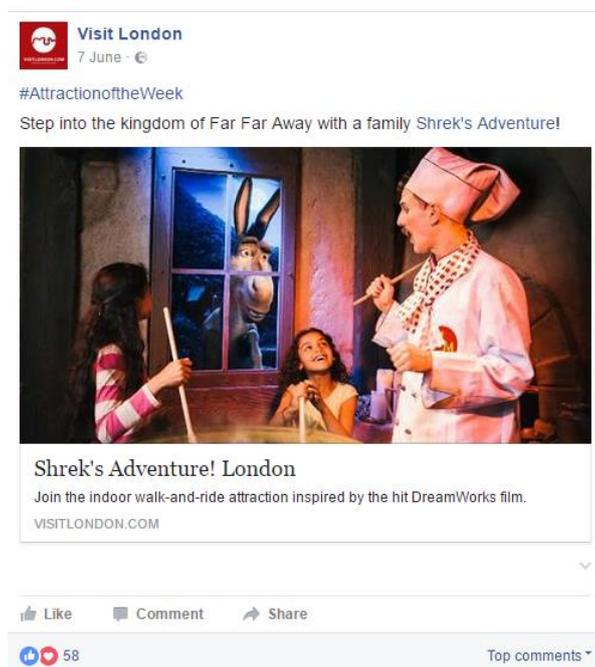 Visit London
7 June
#AttractionoftheWeek
Step into the kingdom of Far Far Away with a family Shrek's Adventure!
Shrek's Adventure! London
Join the indoor walk-and-ride attraction inspired by the hit DreamWorks film.
VISITLONDON.COM
Like Comment Share
58 Top comments